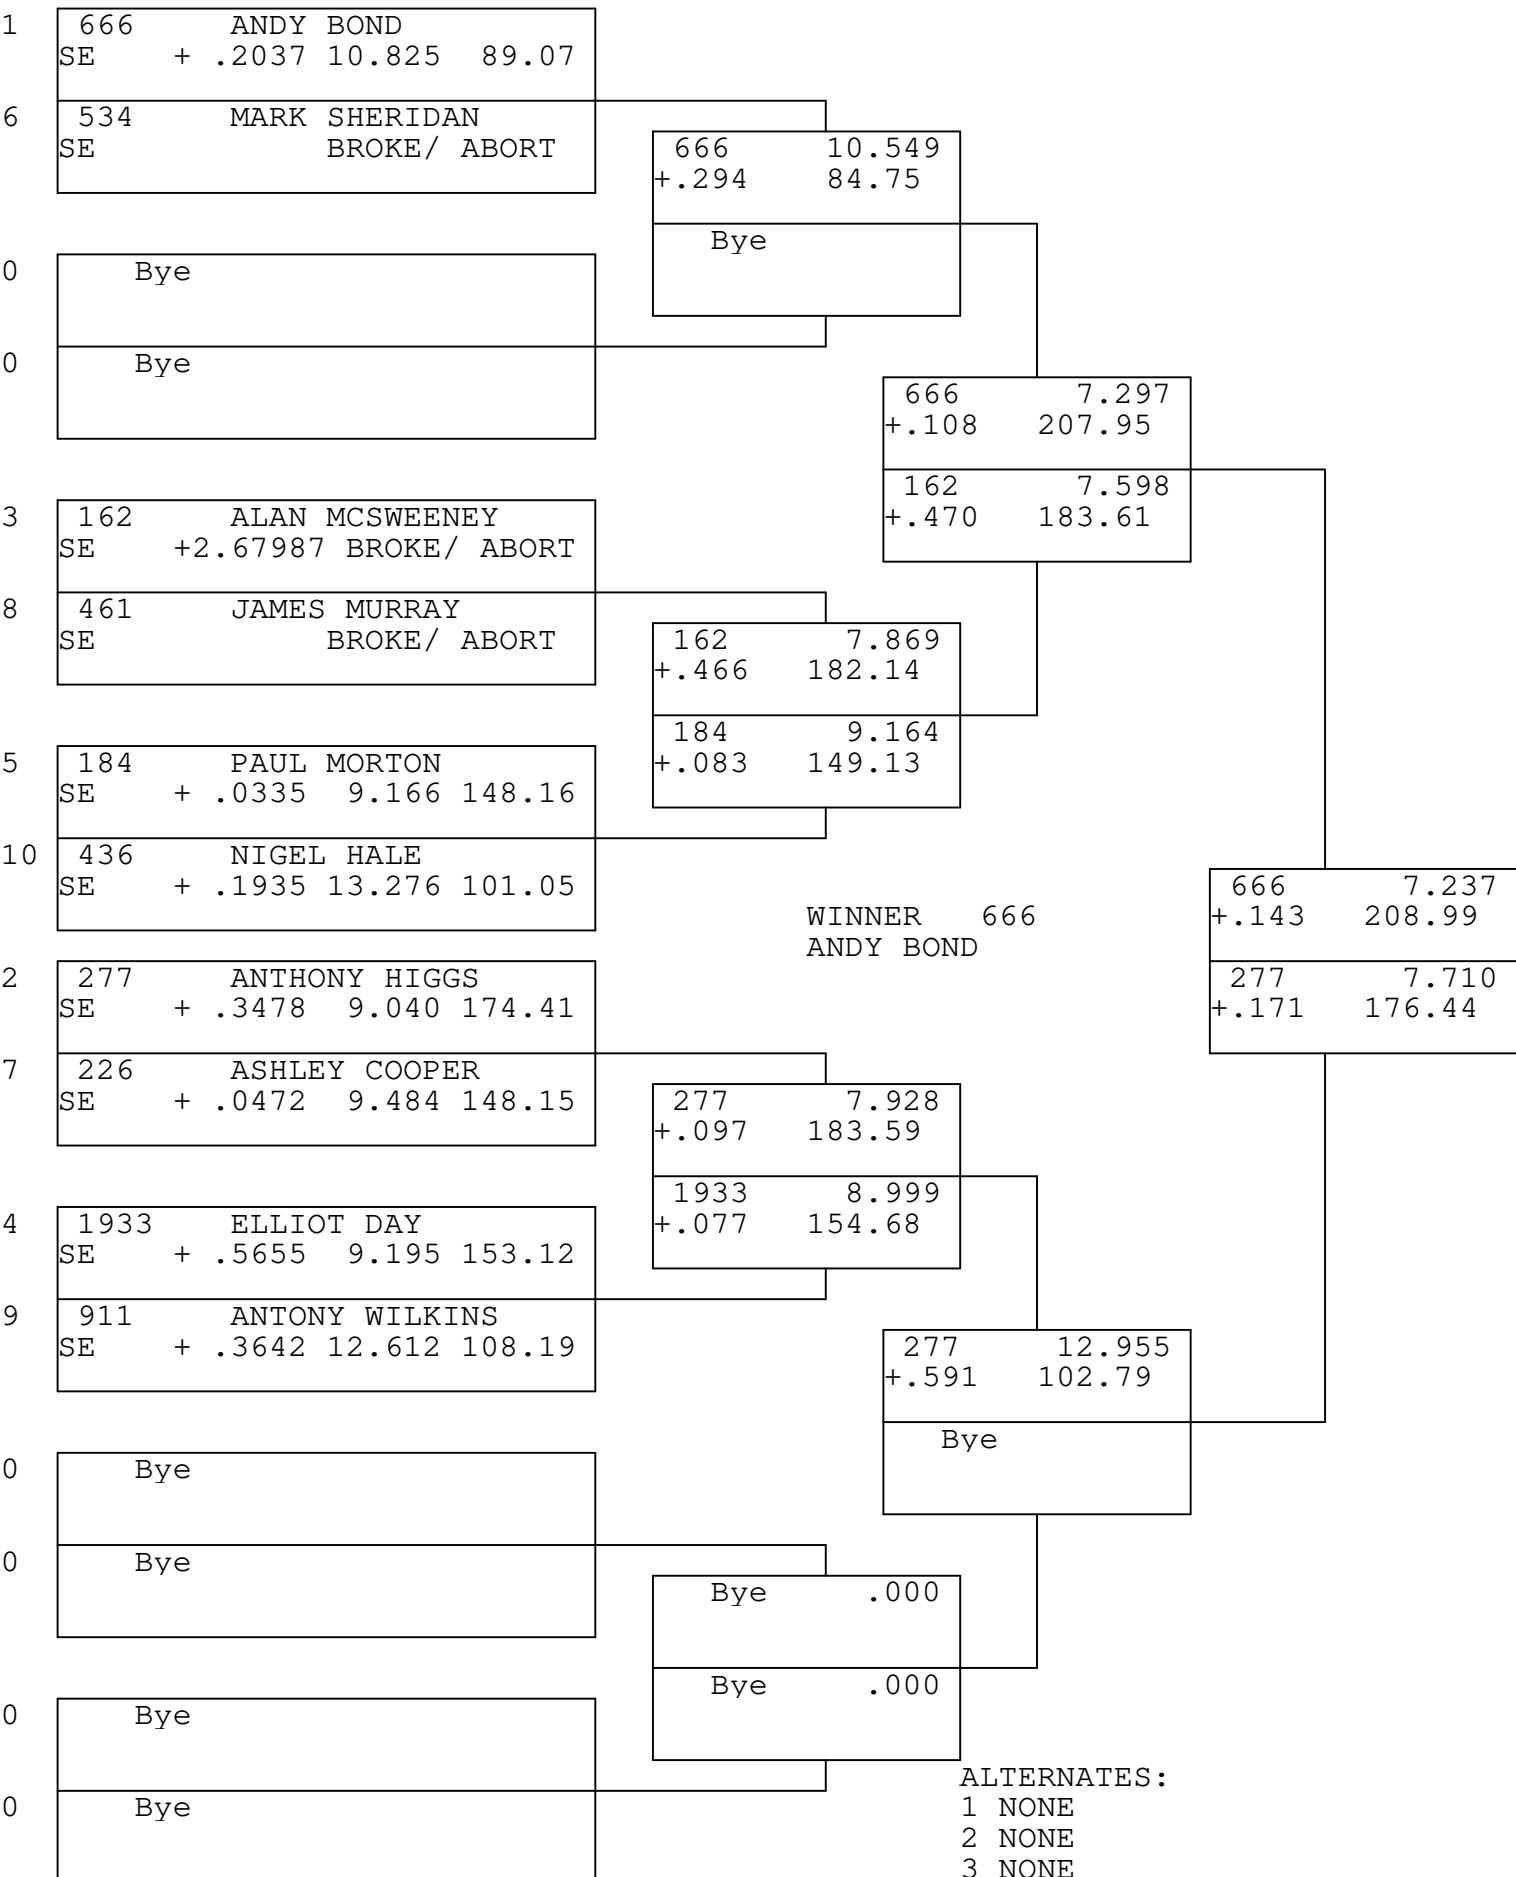 1 666 ANDY BOND
SE + .2037 10.825 89.07
6 534 MARK SHERIDAN
SE BROKE/ ABORT
666 10.549
+.294 84.75
Bye
0 Bye
0 Bye
666 7.297
+.108 207.95
162 7.598
+.470 183.61
3 162 ALAN MCSWEENEY
SE +2.67987 BROKE/ ABORT
8 461 JAMES MURRAY
SE BROKE/ ABORT
162 7.869
+.466 182.14
184 9.164
+.083 149.13
5 184 PAUL MORTON
SE + .0335 9.166 148.16
10 436 NIGEL HALE
SE + .1935 13.276 101.05
WINNER 666
ANDY BOND
666 7.237
+.143 208.99
277 7.710
+.171 176.44
2 277 ANTHONY HIGGS
SE + .3478 9.040 174.41
7 226 ASHLEY COOPER
SE + .0472 9.484 148.15
277 7.928
+.097 183.59
1933 8.999
+.077 154.68
4 1933 ELLIOT DAY
SE + .5655 9.195 153.12
9 911 ANTONY WILKINS
SE + .3642 12.612 108.19
277 12.955
+.591 102.79
Bye
0 Bye
0 Bye
Bye .000
Bye .000
0 Bye
0 Bye
ALTERNATES:
1 NONE
2 NONE
3 NONE